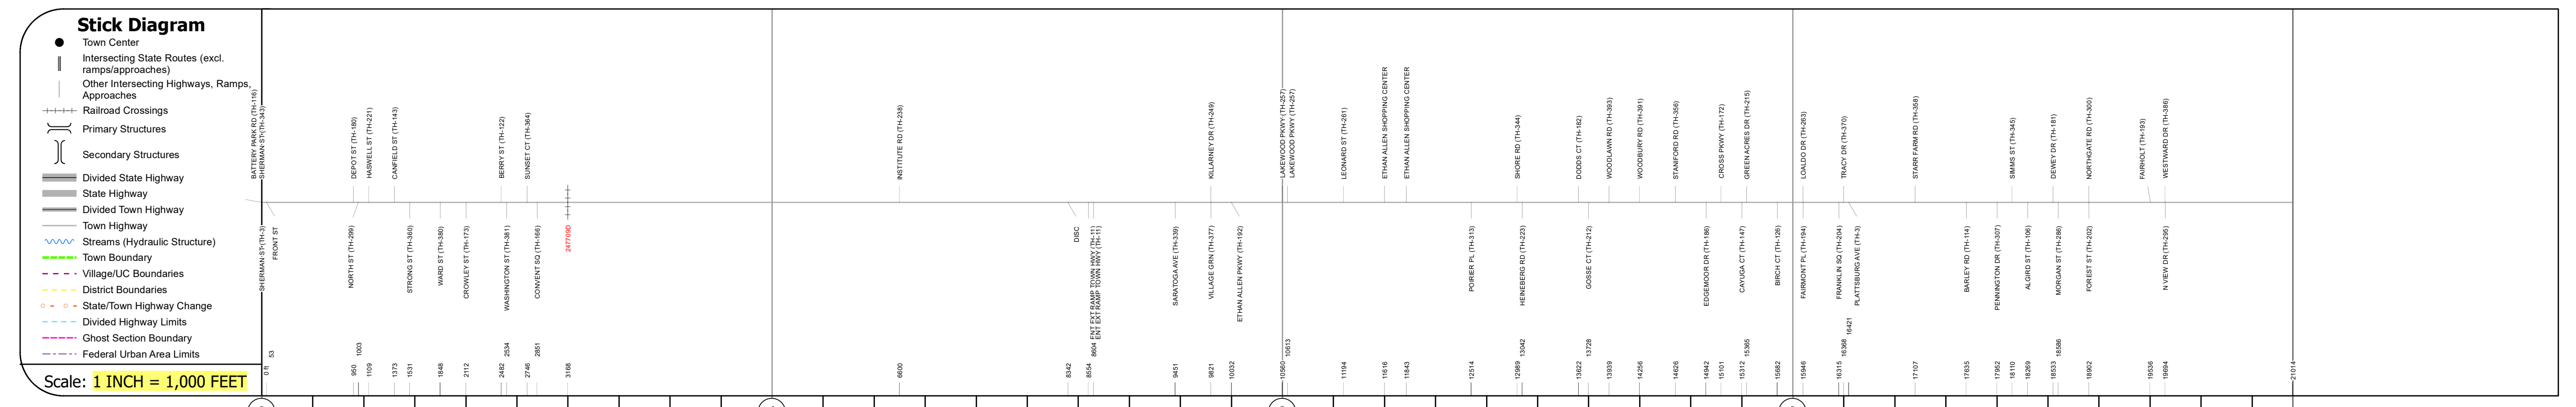 Stick Diagram
Town Center
Intersecting State Routes (excl.
ramps/approaches)
Other Intersecting Highways, Ramps,
Approaches
Railroad Crossings
Primary Structures
Secondary Structures
Divided State Highway
State Highway
Divided Town Highway
Town Highway
Streams (Hydraulic Structure)
Town Boundary
Village/UC Boundaries
District Boundaries
State/Town Highway Change
Divided Highway Limits
Ghost Section Boundary
Federal Urban Area Limits
Scale: 1 INCH = 1,000 FEET
BATTERY PARK RD (TH-116)
SHERMAN ST (TH-343)
DEPOT ST (TH-180)
HASWELL ST (TH-221)
CANFIELD ST (TH-143)
BERRY ST (TH-122)
SUNSET CT (TH-364)
INSTITUTE RD (TH-238)
KILLARNEY DR (TH-249)
LAKEWOOD PKWY (TH-257)
LAKEWOOD PKWY (TH-257)
LEONARD ST (TH-261)
ETHAN ALLEN SHOPPING CENTER
ETHAN ALLEN SHOPPING CENTER
SHORE RD (TH-344)
DODDS CT (TH-182)
WOODLAWN RD (TH-393)
WOODBURY RD (TH-391)
STANIFORD RD (TH-356)
CROSS PKWY (TH-172)
GREEN ACRES DR (TH-215)
LOALDO DR (TH-263)
TRACY DR (TH-370)
STARR FARM RD (TH-358)
SIMMS ST (TH-345)
DEWEY DR (TH-181)
NORTHGATE RD (TH-300)
FAIRHOLT (TH-193)
WESTWARD DR (TH-386)
SHERMAN ST (TH-3)
FRONT ST
NORTH ST (TH-299)
STRONG ST (TH-360)
WARD ST (TH-380)
CROWLEY ST (TH-173)
WASHINGTON ST (TH-381)
CONVENT SQ (TH-166)
247709D
DISC
ENT EXT RAMP TOWN HWY (TH-11)
ENT EXT RAMP TOWN HWY (TH-11)
SARATOGA AVE (TH-339)
VILLAGE GRN (TH-377)
ETHAN ALLEN PKWY (TH-192)
POIRIER PL (TH-313)
HEINEBERG RD (TH-223)
GOSSE CT (TH-212)
EDGEMOOR DR (TH-186)
CAYUGA CT (TH-147)
BIRCH CT (TH-126)
FAIRMONT PL (TH-194)
FRANKLIN SQ (TH-204)
PLATTSBURG AVE (TH-3)
BARLEY RD (TH-114)
PENNINGTON DR (TH-307)
ALGIRD ST (TH-106)
MORGAN ST (TH-286)
FOREST ST (TH-202)
N VIEW DR (TH-295)
0 ft
53
950
1003
1109
1373
1531
1848
2112
2482
2534
2746
2851
3168
6600
8342
8554
8604
9451
9821
10032
10560
10613
11194
11616
11843
12514
12989
13042
13622
13728
13939
14256
14626
14942
15101
15312
15365
15682
15946
16315
16368
16421
17107
17635
17952
18110
18269
18533
18586
18902
19536
19694
21014